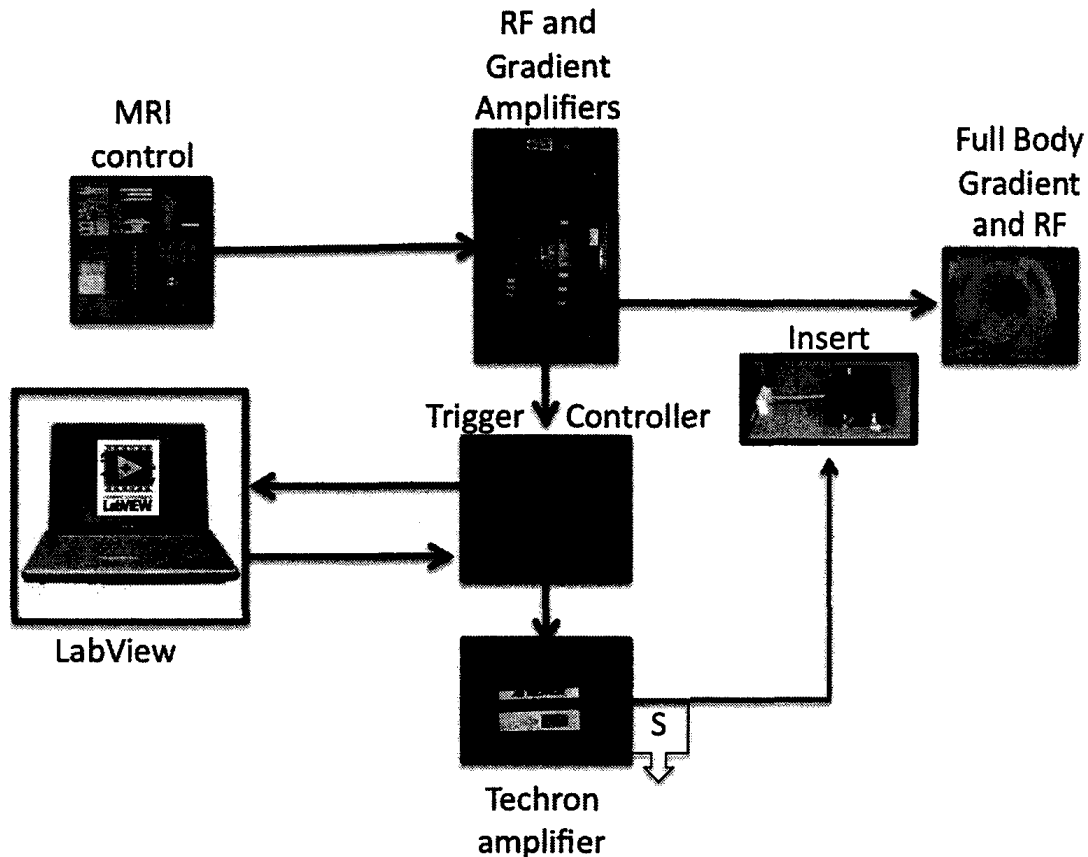 RF and
Gradient
Amplifiers
MRI
control
Full Body
Gradient
and RF
Insert
Trigger Controller
LabVIEW
LabView
S
Techron
amplifier